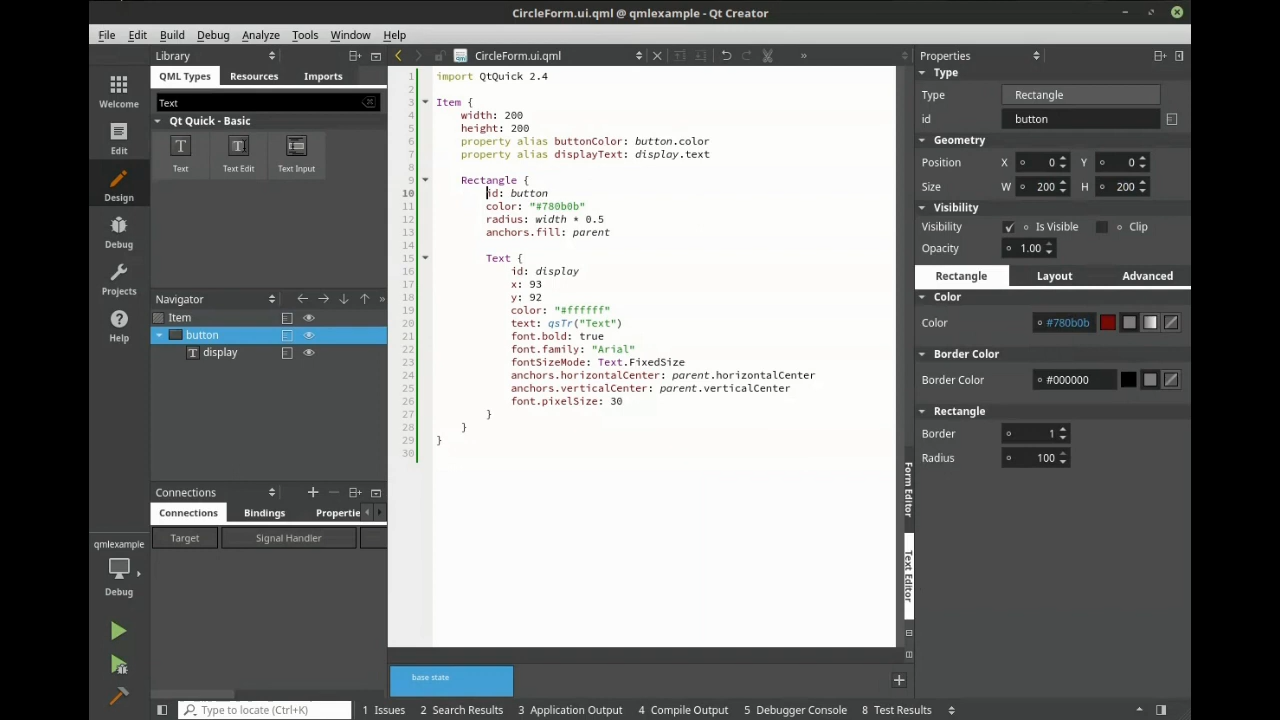 CircleForm.ui.qml @ qmlexample - Qt Creator
File Edit Build Debug Analyze Tools Window Help
Welcome
Edit
Design
Debug
Projects
Help
qmlexample
Debug
Library
QML Types Resources Imports
Text
Qt Quick - Basic
Text Text Edit Text Input
Navigator
Item
button
display
Connections
Connections Bindings Propertie
Target Signal Handler
CircleForm.ui.qml
1 import QtQuick 2.4
2
3 Item {
4 width: 200
5 height: 200
6 property alias buttonColor: button.color
7 property alias displayText: display.text
8
9 Rectangle {
10 id: button
11 color: "#780b0b"
12 radius: width * 0.5
13 anchors.fill: parent
14
15 Text {
16 id: display
17 x: 93
18 y: 92
19 color: "#ffffff"
20 text: qsTr("Text")
21 font.bold: true
22 font.family: "Arial"
23 fontSizeMode: Text.FixedSize
24 anchors.horizontalCenter: parent.horizontalCenter
25 anchors.verticalCenter: parent.verticalCenter
26 font.pixelSize: 30
27 }
28 }
29 }
30
Form Editor
Text Editor
base state
Properties
Type
Type Rectangle
id button
Geometry
Position X 0 Y 0
Size W 200 H 200
Visibility
Visibility Is Visible Clip
Opacity 1.00
Rectangle Layout Advanced
Color
Color #780b0b
Border Color
Border Color #000000
Rectangle
Border 1
Radius 100
Type to locate (Ctrl+K) 1 Issues 2 Search Results 3 Application Output 4 Compile Output 5 Debugger Console 8 Test Results